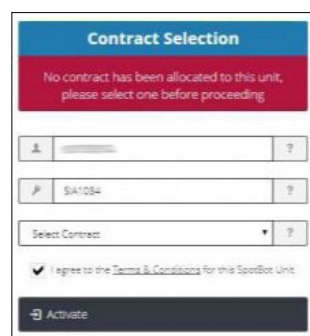 Contract Selection
No contract has been allocated to this unit,
please select one before proceeding
?
SIA1094
?
Select Contract
?
I agree to the Terms & Conditions for this SpotBot Unit
Activate